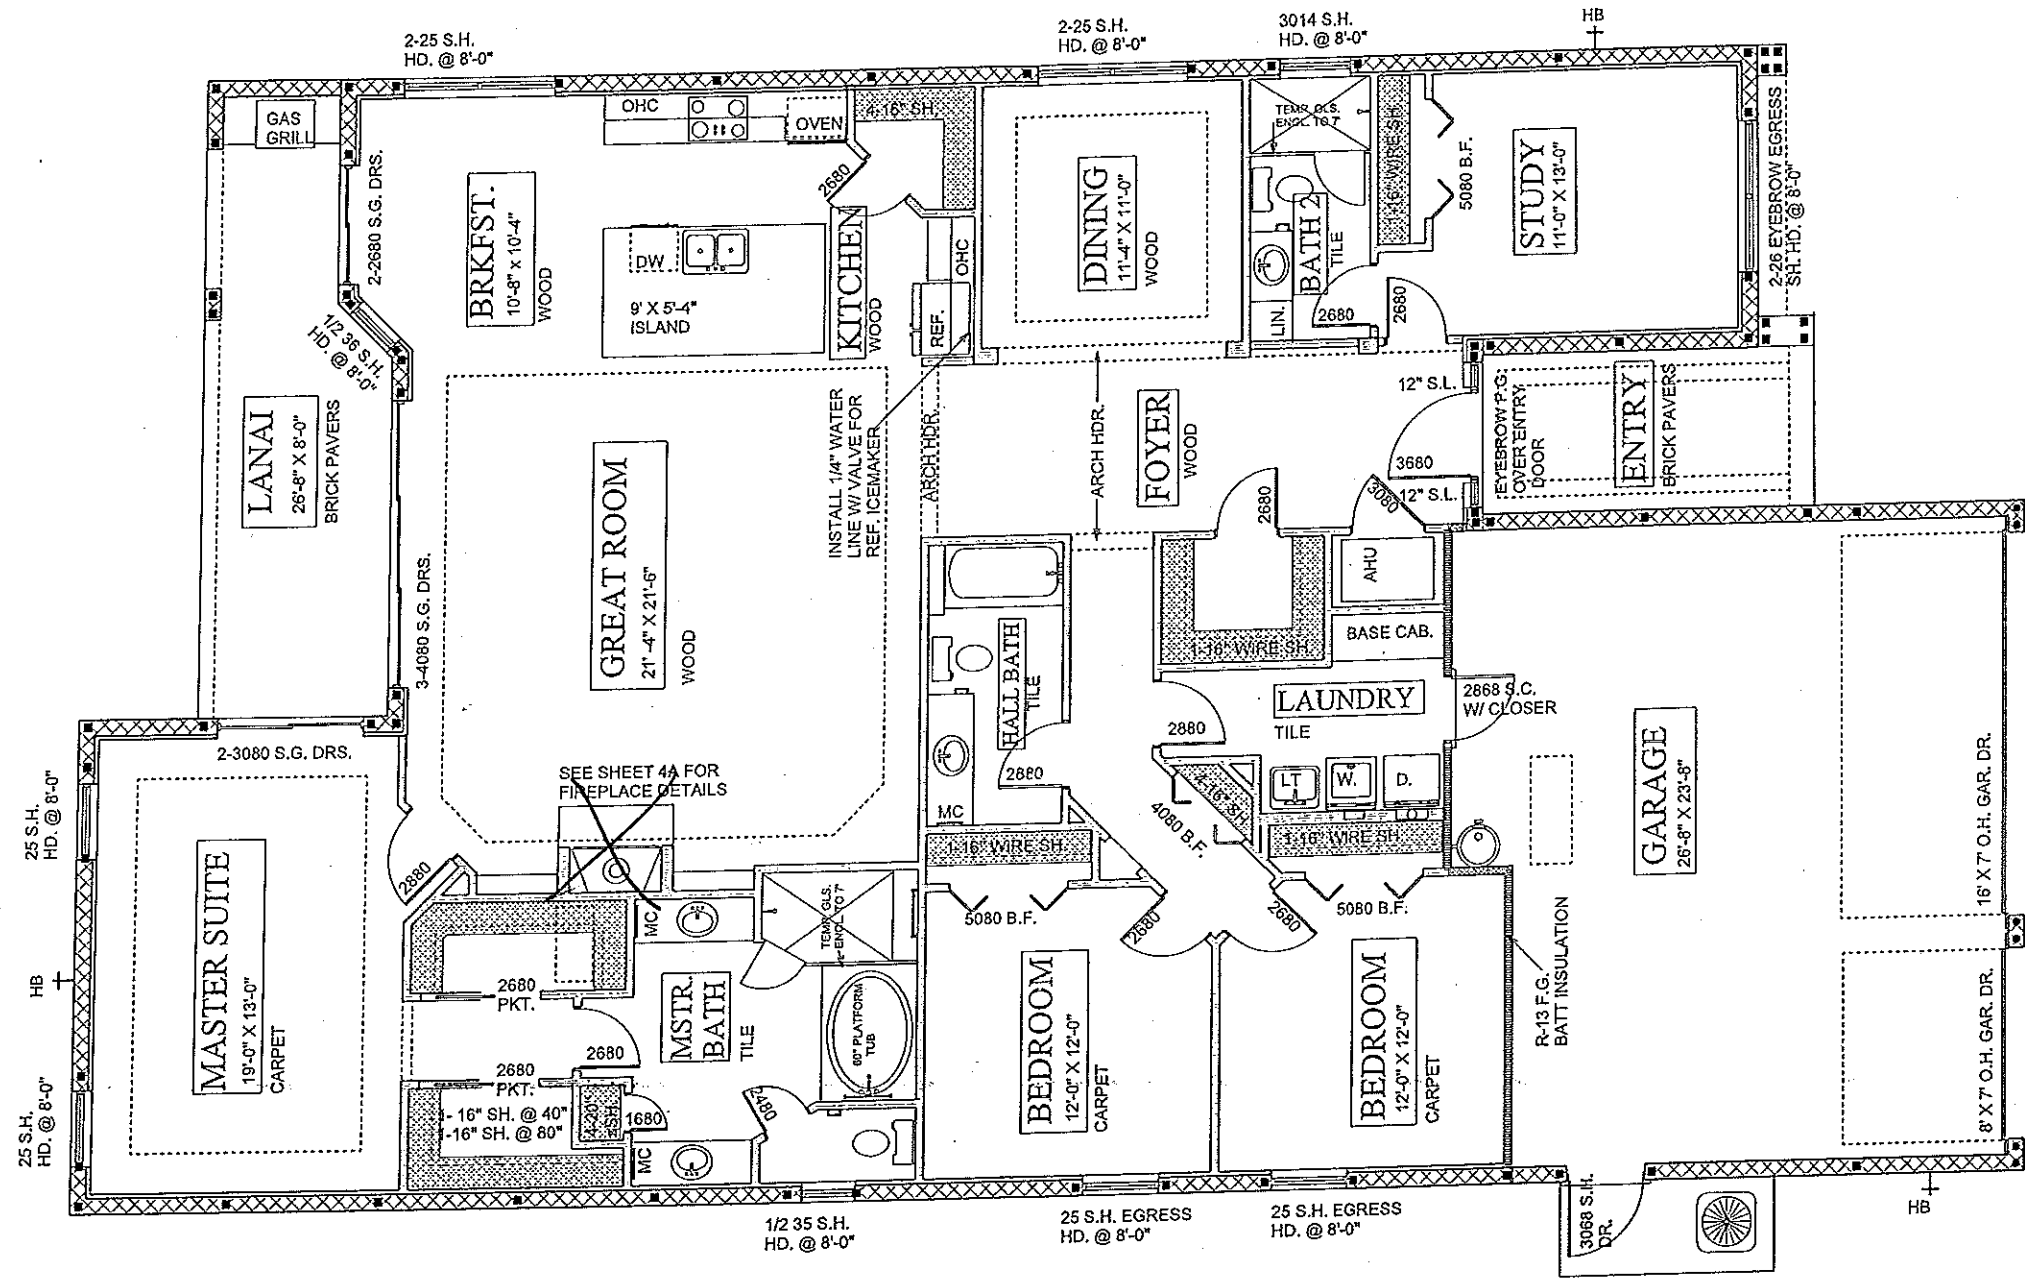 2-25 S.H.
HD. @ 8'-0"
2-25 S.H.
HD. @ 8'-0"
3014 S.H.
HD. @ 8'-0"
HB
GAS
GRILL
2-2680 S.G. DRS.
1/2 36 S.H.
HD. @ 8'-0"
LANAI
26'-8" X 8'-0"
BRICK PAVERS
3-4080 S.G. DRS.
BRKFST.
10'-8" X 10'-4"
WOOD
OHC
OVEN
4-16" SH.
2680
DW
9' X 5'-4"
ISLAND
KITCHEN
WOOD
OHC
REF.
INSTALL 1/4" WATER
LINE W/ VALVE FOR
REF. ICEMAKER
DINING
11'-4" X 11'-0"
WOOD
TEMP. GLS.
ENCL. TO 7'
BATH 2
TILE
LIN.
2680
2680
1-16" WIRE SH.
5080 B.F.
STUDY
11'-0" X 13'-0"
2-26 EYEBROW EGRESS
SH. HD. @ 8'-0"
GREAT ROOM
21'-4" X 21'-6"
WOOD
ARCH HDR.
ARCH HDR.
FOYER
WOOD
12" S.L.
3680
12" S.L.
EYEBROW P.G.
OVER ENTRY
DOOR
ENTRY
BRICK PAVERS
2680
3080
AHU
1-16" WIRE SH.
BASE CAB.
HALL BATH
TILE
2880
MC
LAUNDRY
TILE
2880
2868 S.C.
W/ CLOSER
LT
W.
D.
4-16" SH.
4080 B.F.
1-16" WIRE SH.
1-16" WIRE SH.
5080 B.F.
5080 B.F.
2680
2680
GARAGE
26'-8" X 23'-8"
16' X 7' O.H. GAR. DR.
8' X 7' O.H. GAR. DR.
R-13 F.G.
BATT INSULATION
2-3080 S.G. DRS.
25 S.H.
HD. @ 8'-0"
SEE SHEET 4A FOR
FIREPLACE DETAILS
MASTER SUITE
19'-0" X 13'-0"
CARPET
2880
HB
25 S.H.
HD. @ 8'-0"
2680
PKT.
2680
2680
PKT.
1- 16" SH. @ 40"
1-16" SH. @ 80"
4-20"
SH.
1680
2480
MC
MC
MSTR.
BATH
TILE
TEMP. GLS.
ENCL. TO 7'
60" PLATFORM
TUB
BEDROOM
12'-0" X 12'-0"
CARPET
BEDROOM
12'-0" X 12'-0"
CARPET
1/2 35 S.H.
HD. @ 8'-0"
25 S.H. EGRESS
HD. @ 8'-0"
25 S.H. EGRESS
HD. @ 8'-0"
3068 S.H.
DR.
HB